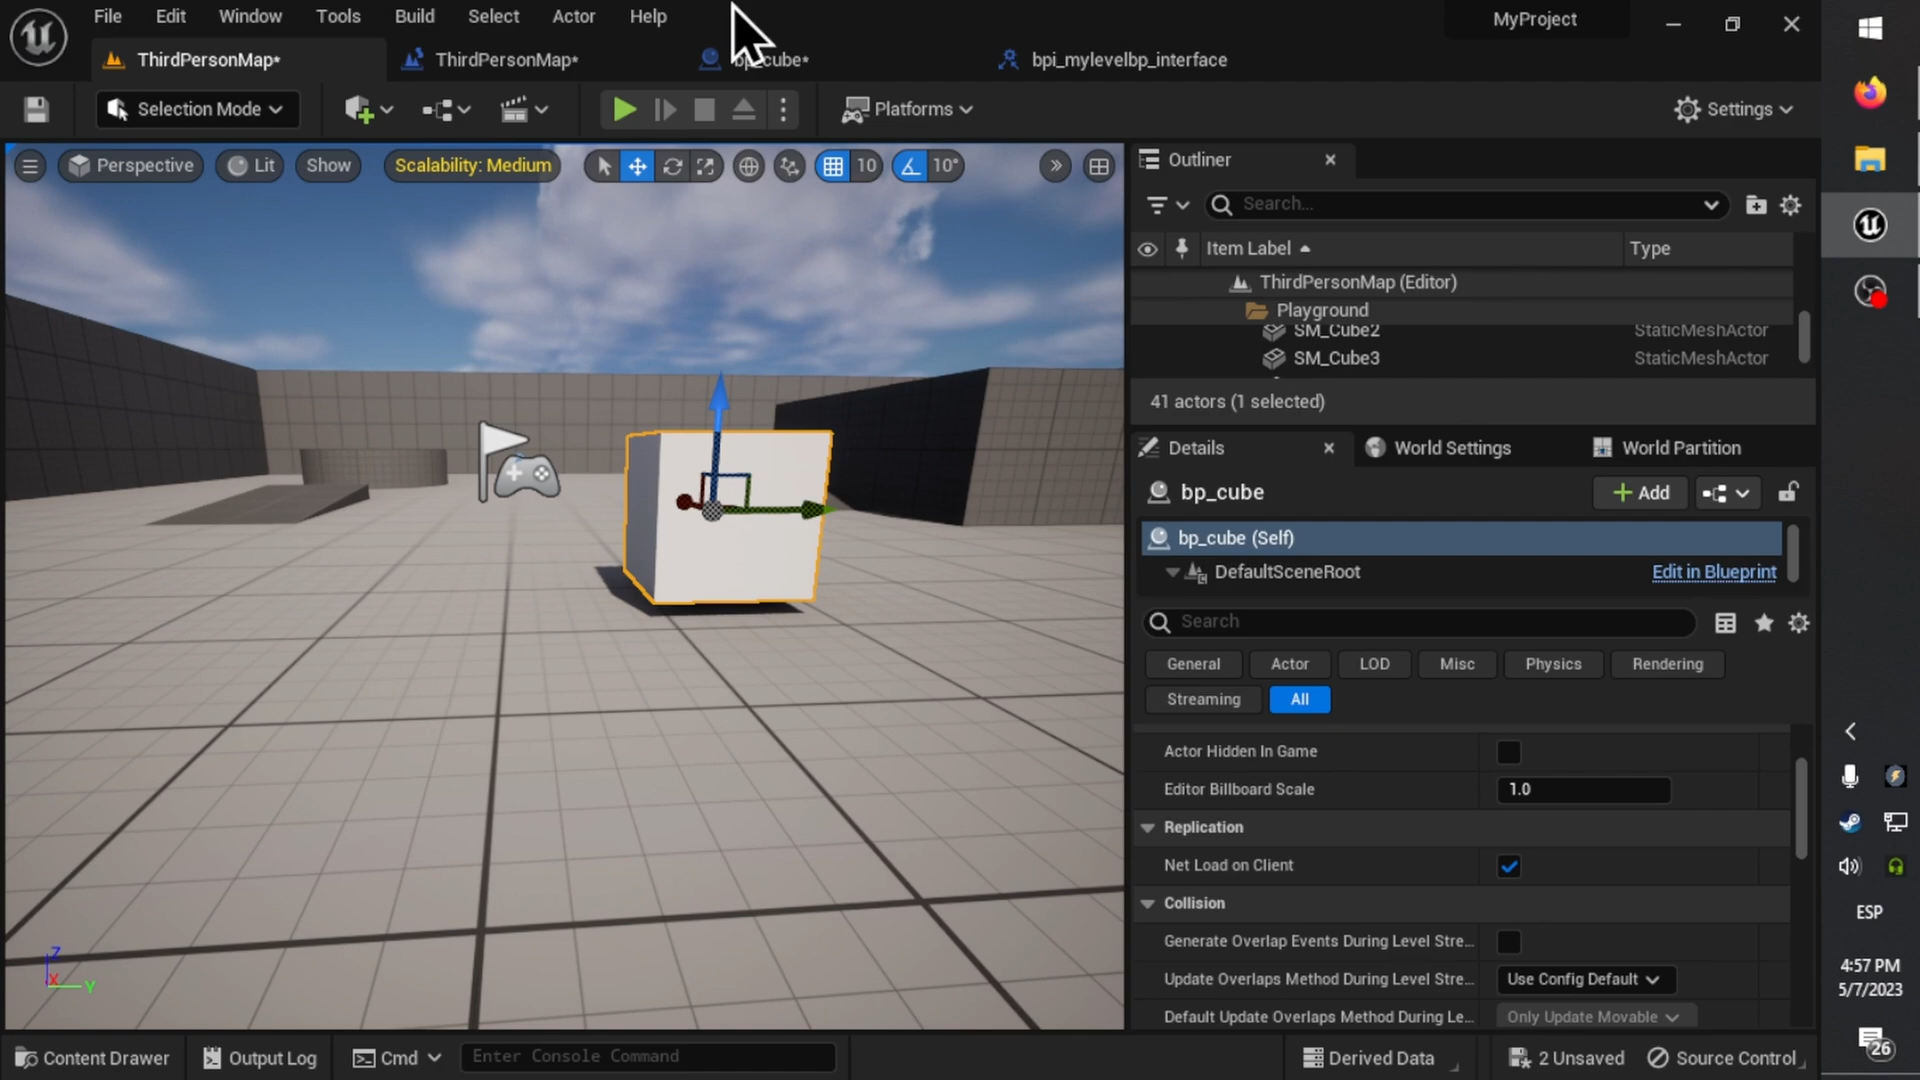 File Edit Window Tools Build Select Actor Help
MyProject
ThirdPersonMap*
ThirdPersonMap*
bp_cube*
bpi_mylevelbp_interface
Selection Mode
Platforms
Settings
Perspective
Lit
Show
Scalability: Medium
10
10°
Outliner
Search...
Item Label
Type
ThirdPersonMap (Editor)
Playground
SM_Cube2 StaticMeshActor
SM_Cube3 StaticMeshActor
41 actors (1 selected)
Details
World Settings
World Partition
bp_cube
Add
bp_cube (Self)
DefaultSceneRoot
Edit in Blueprint
Search
General Actor LOD Misc Physics Rendering
Streaming All
Actor Hidden In Game
Editor Billboard Scale 1.0
Replication
Net Load on Client
Collision
Generate Overlap Events During Level Stre...
Update Overlaps Method During Level Stre... Use Config Default
Default Update Overlaps Method During Le... Only Update Movable
Z
X
Y
Content Drawer
Output Log
Cmd
Enter Console Command
Derived Data
2 Unsaved
Source Control
ESP
4:57 PM
5/7/2023
26